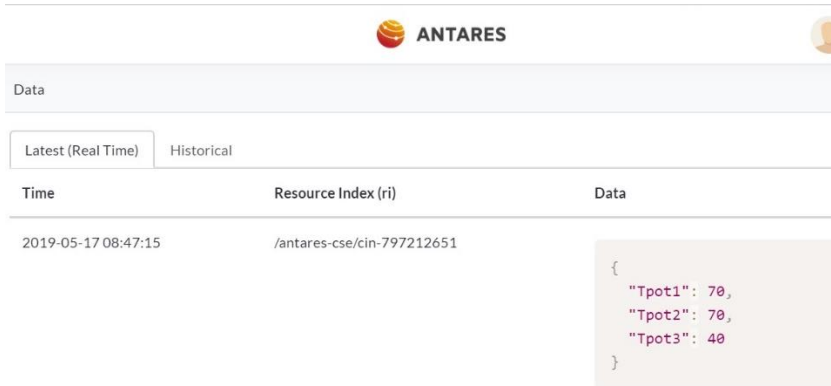 ANTARES
Data
Latest (Real Time) Historical
Time Resource Index (ri) Data
2019-05-17 08:47:15 /antares-cse/cin-797212651
{
"Tpot1": 70,
"Tpot2": 70,
"Tpot3": 40
}